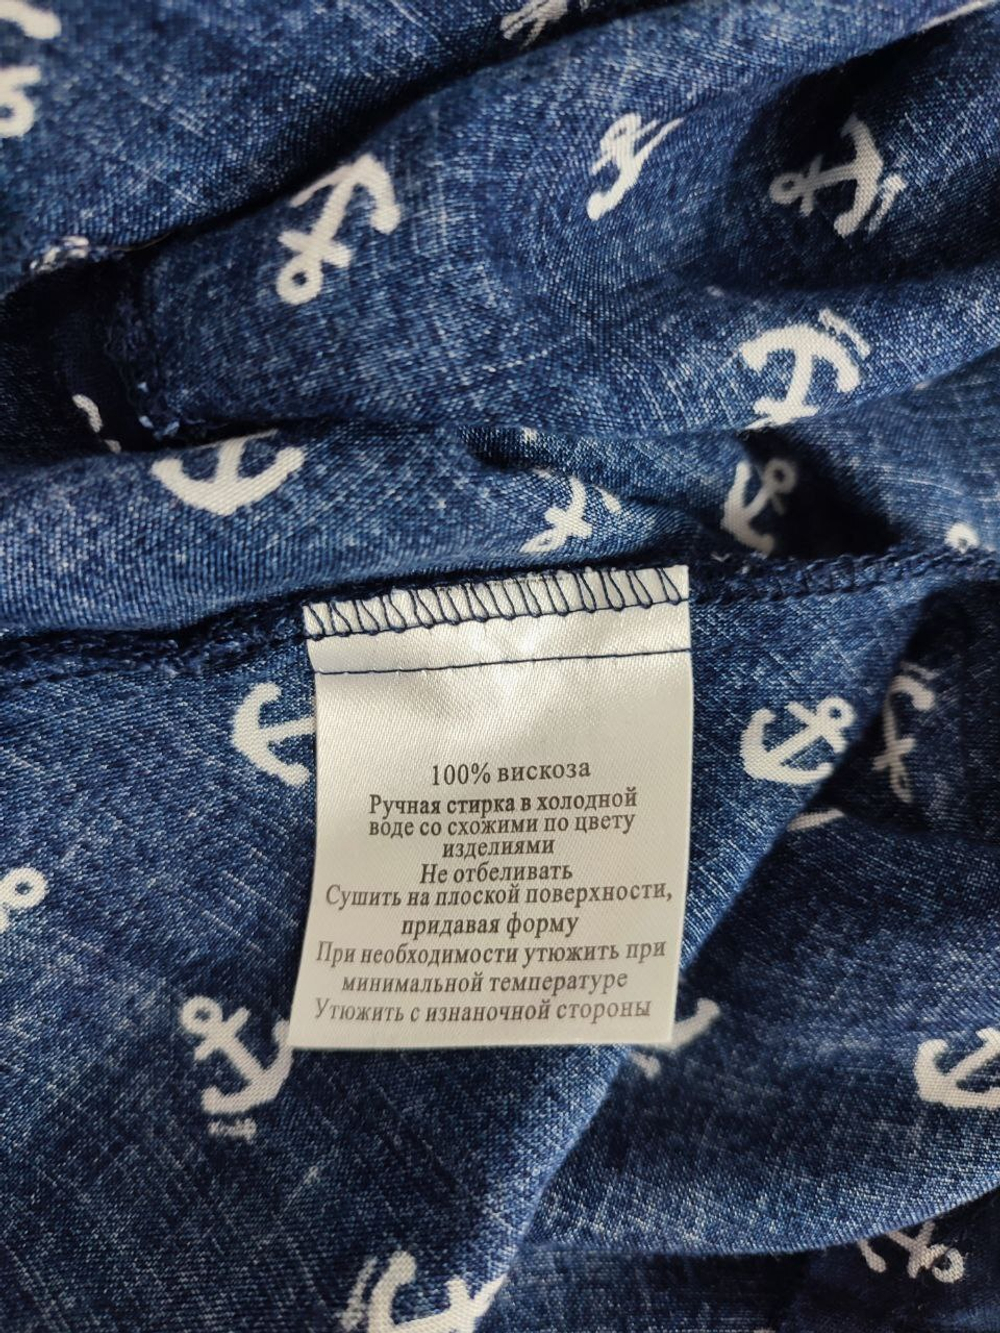 100% вискоза
Ручная стирка в холодной
воде со схожими по цвету
изделиями
Не отбеливать
Сушить на плоской поверхности,
придавая форму
При необходимости утюжить при
минимальной температуре
Утюжить с изнаночной стороны